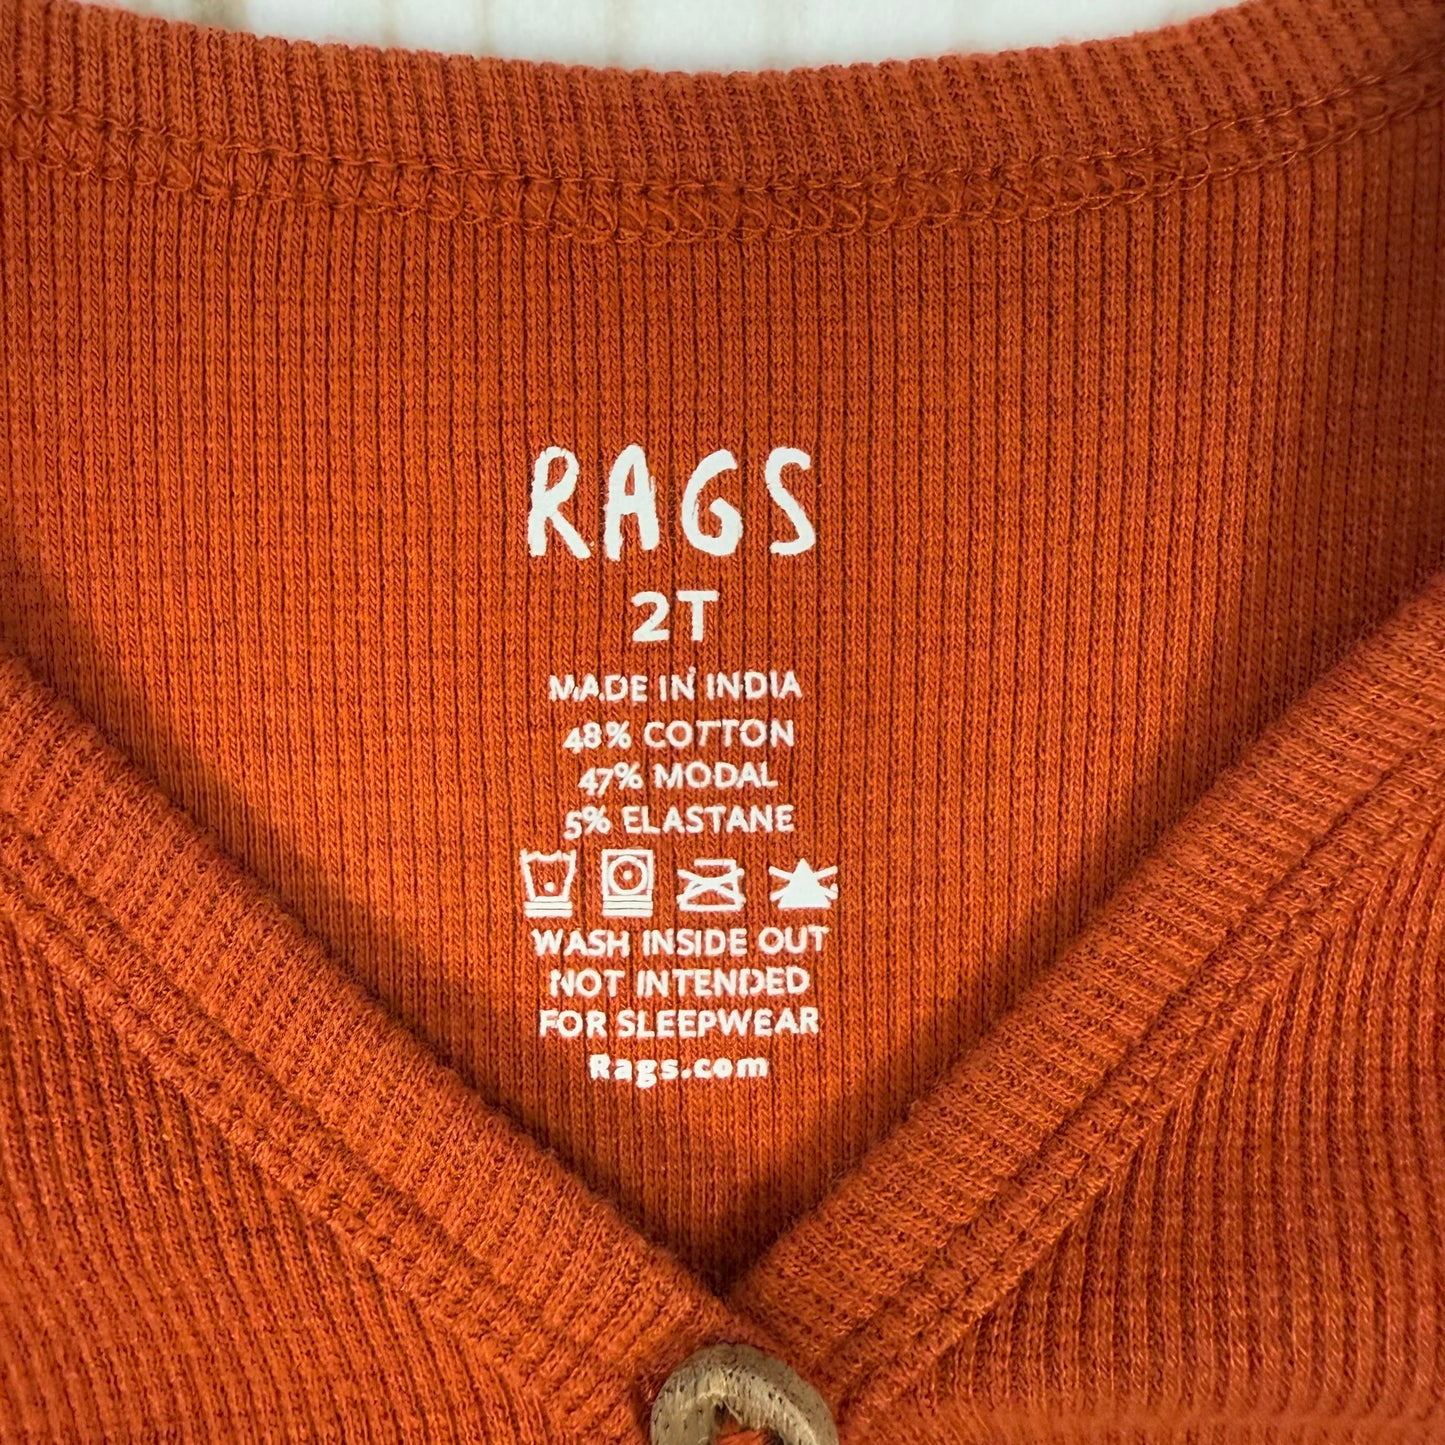 RAGS
2T
MADE IN INDIA
48% COTTON
47% MODAL
5% ELASTANE
WASH INSIDE OUT
NOT INTENDED
FOR SLEEPWEAR
Rags.com